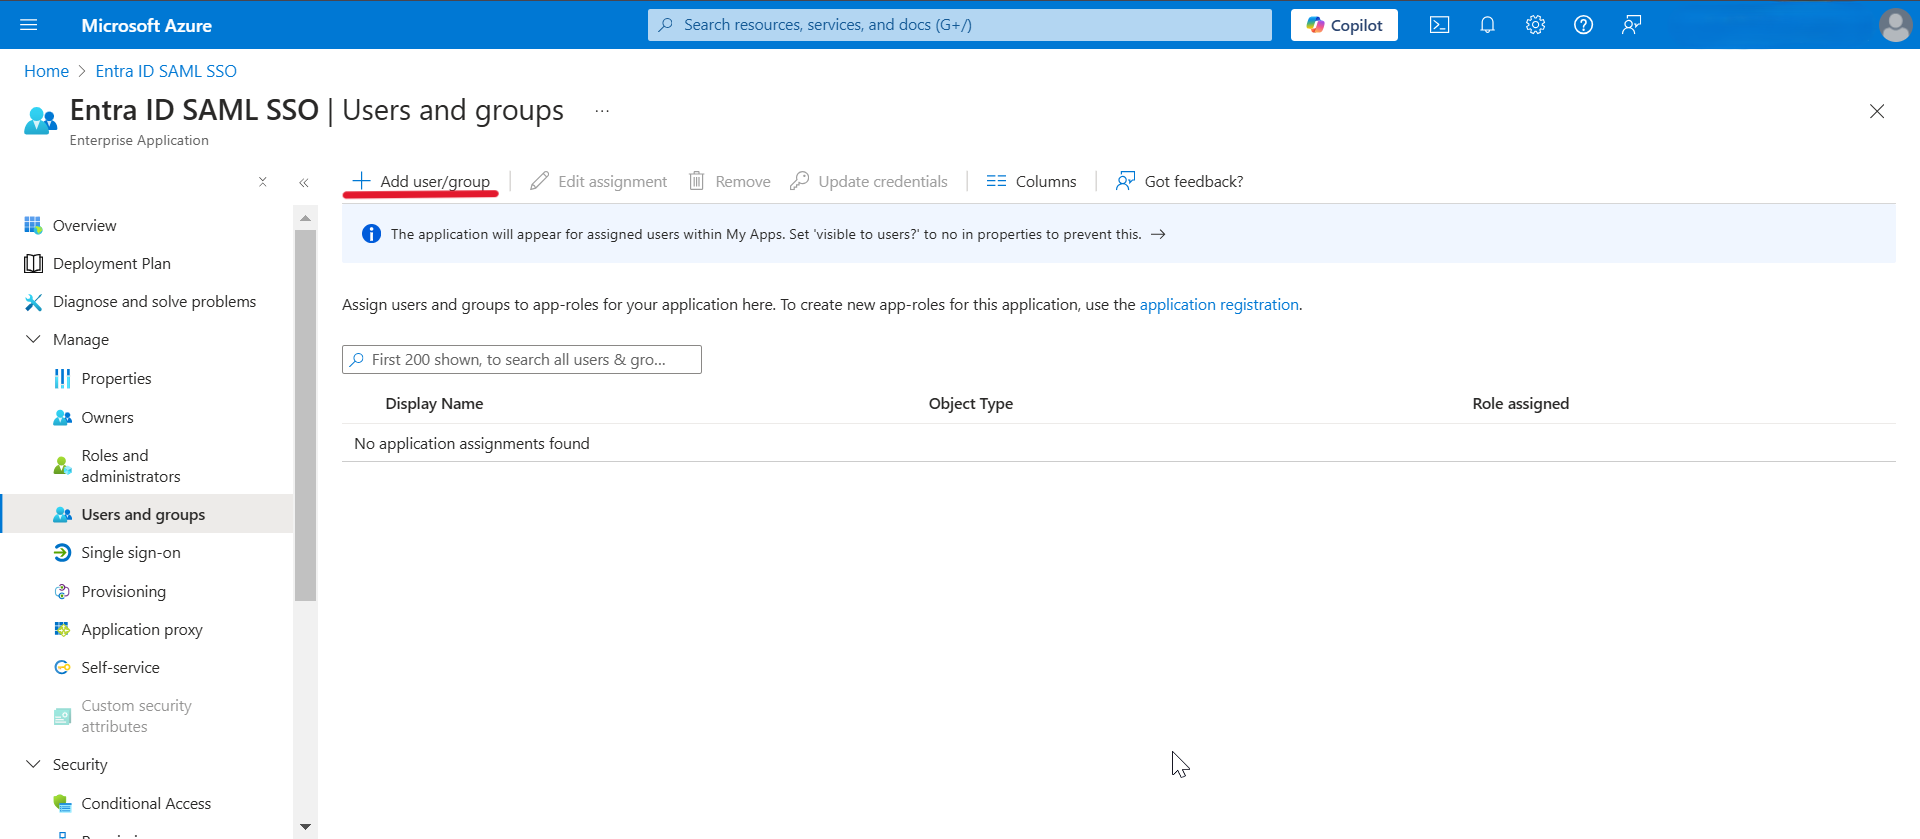 Microsoft Azure
Search resources, services, and docs (G+/)
Copilot
Home > Entra ID SAML SSO
Entra ID SAML SSO | Users and groups ...
Enterprise Application
Add user/group
Edit assignment
Remove
Update credentials
Columns
Got feedback?
Overview
Deployment Plan
Diagnose and solve problems
Manage
Properties
Owners
Roles and
administrators
Users and groups
Single sign-on
Provisioning
Application proxy
Self-service
Custom security
attributes
Security
Conditional Access
The application will appear for assigned users within My Apps. Set 'visible to users?' to no in properties to prevent this. →
Assign users and groups to app-roles for your application here. To create new app-roles for this application, use the application registration.
First 200 shown, to search all users & gro...
Display Name
Object Type
Role assigned
No application assignments found